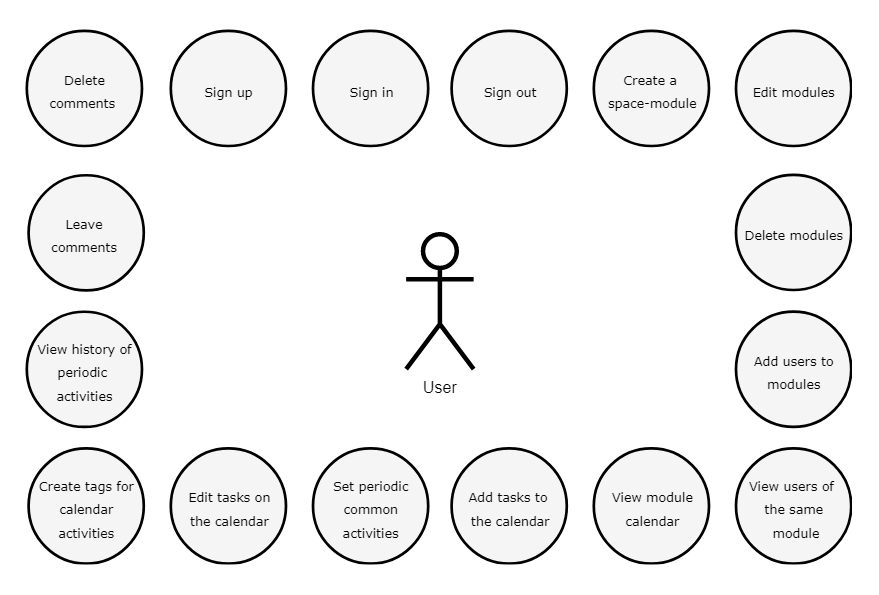 Delete
comments
Sign up
Sign in
Sign out
Create a
space-module
Edit modules
Leave
comments
Delete modules
User
View history of
periodic
activities
Add users to
modules
Create tags for
calendar
activities
Edit tasks on
the calendar
Set periodic
common
activities
Add tasks to
the calendar
View module
calendar
View users of
the same
module